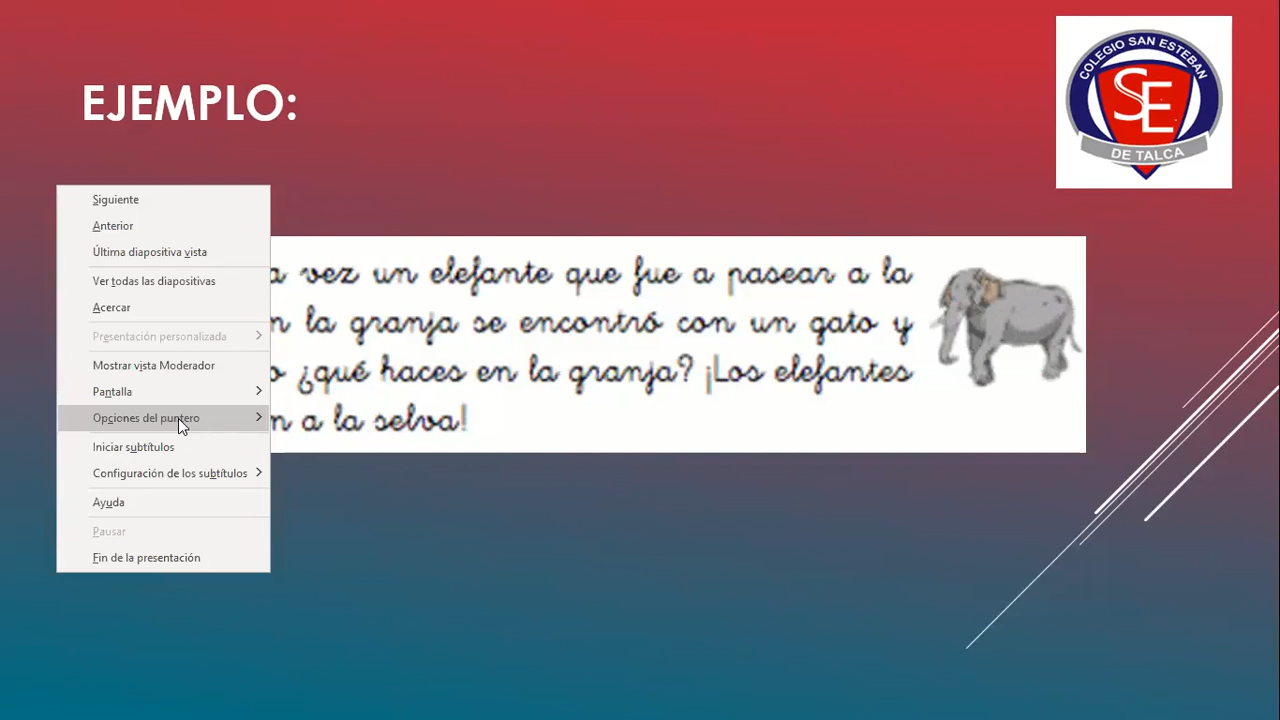 EJEMPLO:
COLEGIO SAN ESTEBAN
SE
DE TALCA
Siguiente
Anterior
Última diapositiva vista
Ver todas las diapositivas
Acercar
Presentación personalizada
Mostrar vista Moderador
Pantalla
Opciones del puntero
Iniciar subtítulos
Configuración de los subtítulos
Ayuda
Pausar
Fin de la presentación
a vez un elefante que fue a pasear a la
n la granja se encontró con un gato y
o ¿qué haces en la granja? ¡Los elefantes
n a la selva!